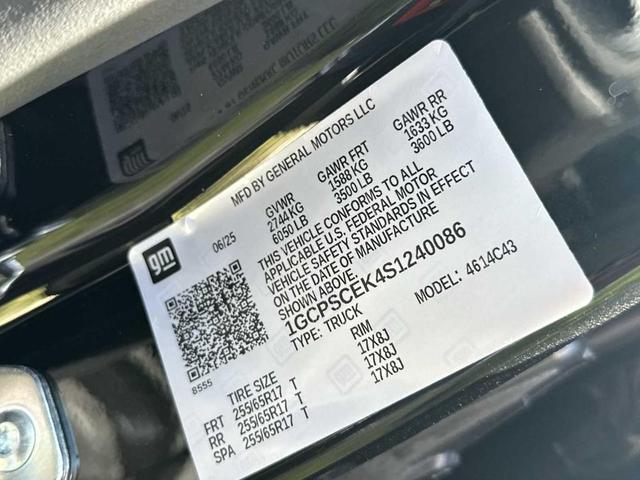 MFD BY GENERAL MOTORS LLC
gm
06/25
GVWR GAWR FRT GAWR RR
2744KG 1588 KG 1633 KG
6050 LB 3500 LB 3600 LB
THIS VEHICLE CONFORMS TO ALL
APPLICABLE U.S. FEDERAL MOTOR
VEHICLE SAFETY STANDARDS IN EFFECT
ON THE DATE OF MANUFACTURE
SHOWN ABOVE.
1GCPSCEK4S1240086
TYPE: TRUCK MODEL: 4614C43
8555
TIRE SIZE RIM
FRT 255/65R17 T 17X8J
RR 255/65R17 T 17X8J
SPA 255/65R17 T 17X8J